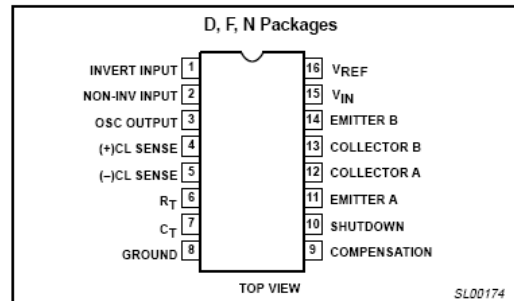 D, F, N Packages
INVERT INPUT 1
NON-INV INPUT 2
OSC OUTPUT 3
(+)CL SENSE 4
(–)CL SENSE 5
RT 6
CT 7
GROUND 8
16 VREF
15 VIN
14 EMITTER B
13 COLLECTOR B
12 COLLECTOR A
11 EMITTER A
10 SHUTDOWN
9 COMPENSATION
TOP VIEW
SL00174